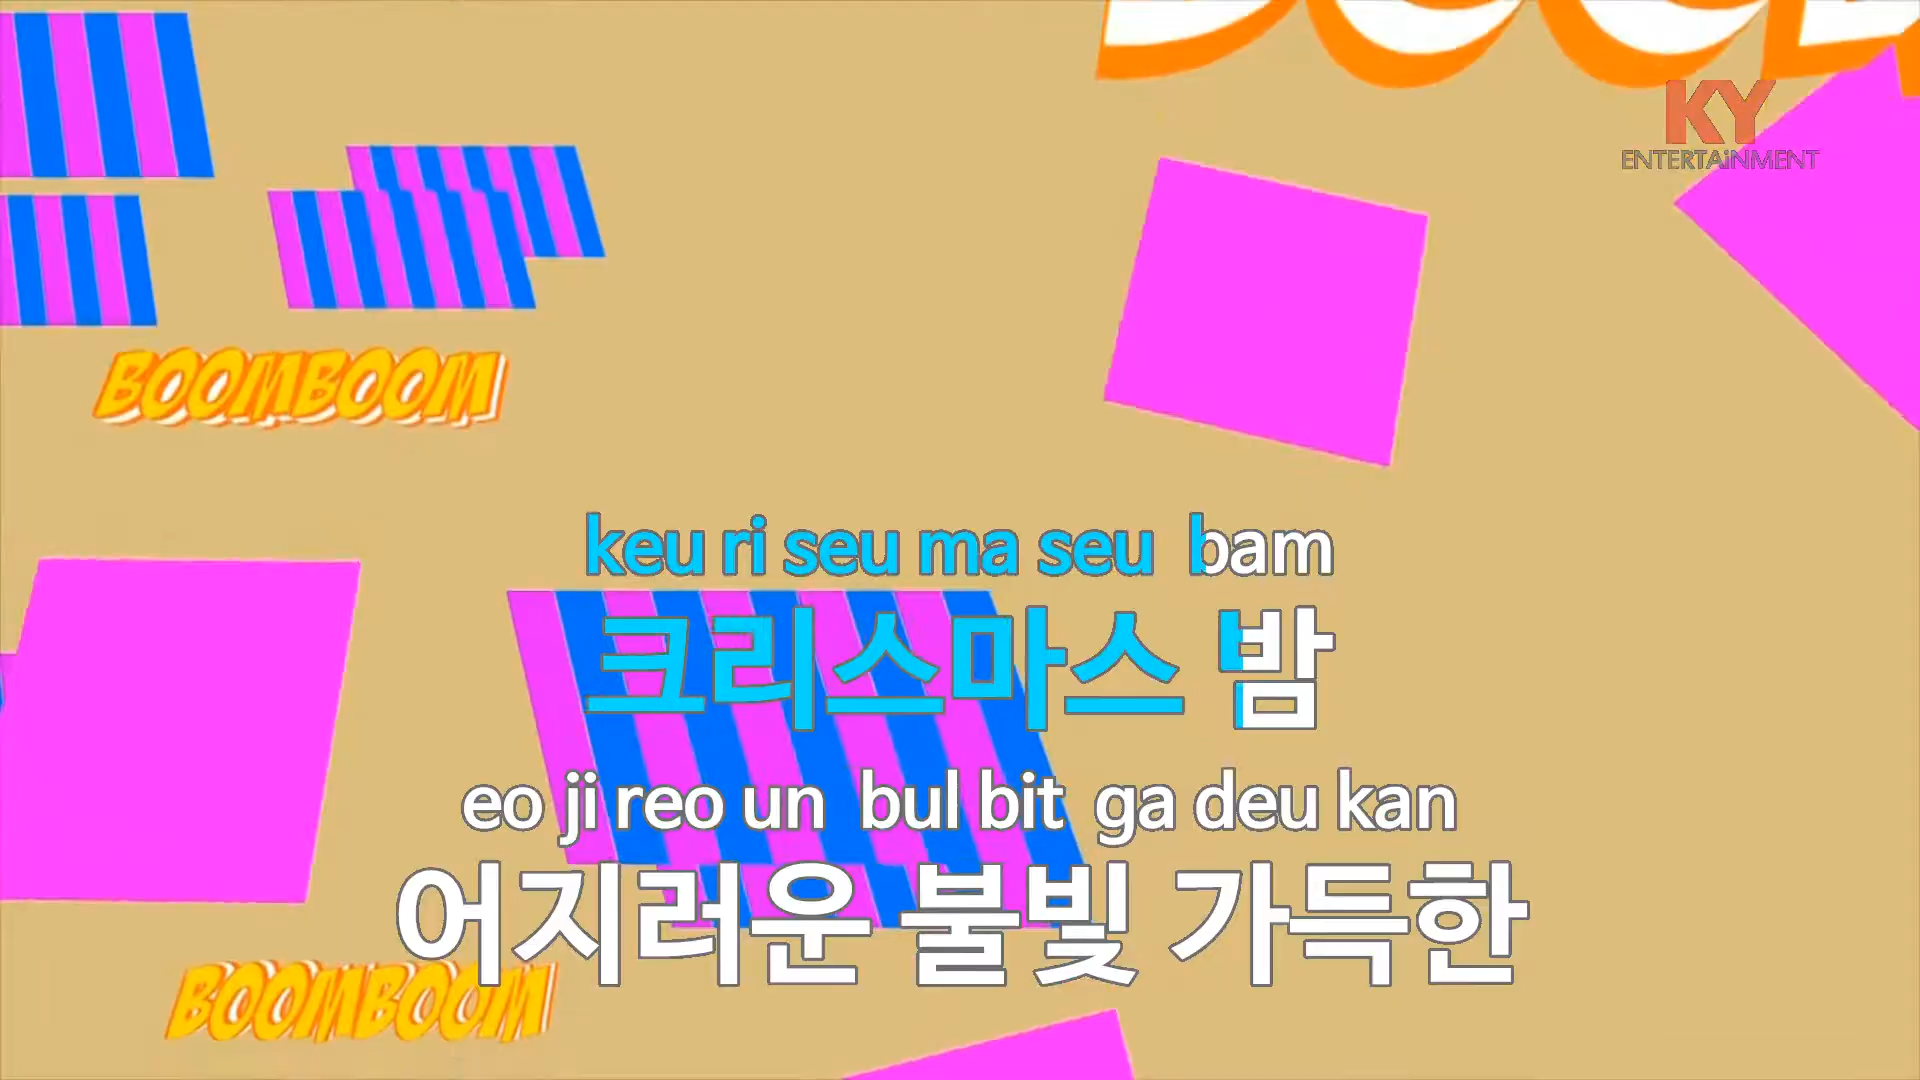 KY
ENTERTAiNMENT
BOOMBOOM
keu ri seu ma seu bam
크리스마스 밤
eo ji reo un bul bit ga deu kan
어지러운 불빛 가득한
BOOMBOOM